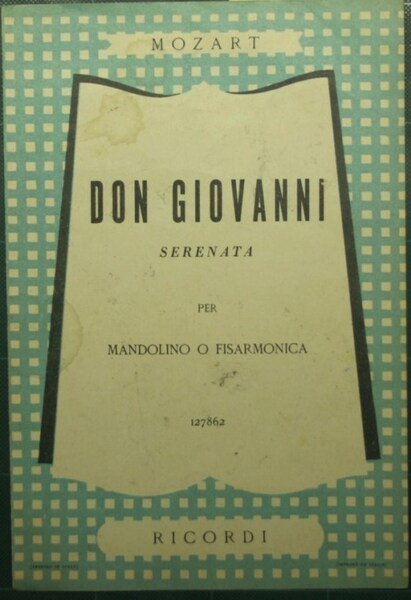 MOZART
DON GIOVANNI
SERENATA
PER
MANDOLINO O FISARMONICA
127862
RICORDI